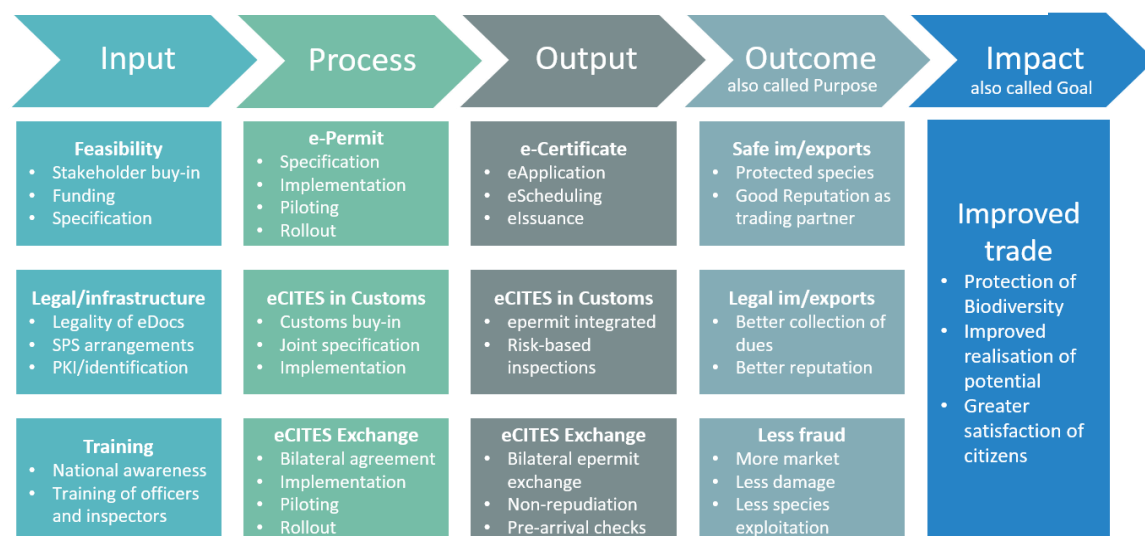 Input
Process
Output
Outcome
also called Purpose
Impact
also called Goal
Feasibility
• Stakeholder buy-in
• Funding
• Specification
e-Permit
• Specification
• Implementation
• Piloting
• Rollout
e-Certificate
• eApplication
• eScheduling
• eIssuance
Safe im/exports
• Protected species
• Good Reputation as
trading partner
Legal/infrastructure
• Legality of eDocs
• SPS arrangements
• PKI/identification
eCITES in Customs
• Customs buy-in
• Joint specification
• Implementation
eCITES in Customs
• epermit integrated
• Risk-based
inspections
Legal im/exports
• Better collection of
dues
• Better reputation
Training
• National awareness
• Training of officers
and inspectors
eCITES Exchange
• Bilateral agreement
• Implementation
• Piloting
• Rollout
eCITES Exchange
• Bilateral epermit
exchange
• Non-repudiation
• Pre-arrival checks
Less fraud
• More market
• Less damage
• Less species
exploitation
Improved
trade
• Protection of
Biodiversity
• Improved
realisation of
potential
• Greater
satisfaction of
citizens